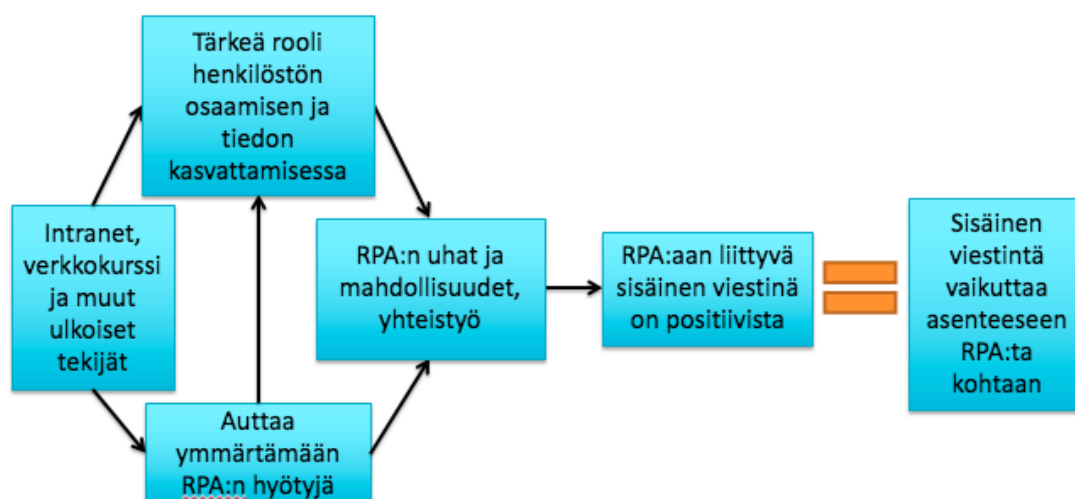 Tärkeä rooli
henkilöstön
osaamisen ja
tiedon
kasvattamisessa
Intranet,
verkkokurssi
ja muut
ulkoiset
tekijät
Auttaa
ymmärtämään
RPA:n hyötyjä
RPA:n uhat ja
mahdollisuudet,
yhteistyö
RPA:aan liittyvä
sisäinen viestinä
on positiivista
Sisäinen
viestintä
vaikuttaa
asenteeseen
RPA:ta
kohtaan